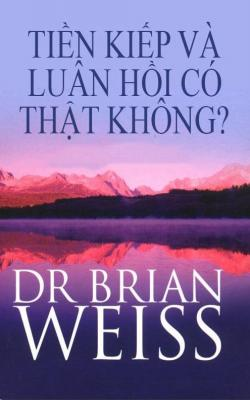 TIỀN KIẾP VÀ
LUÂN HỒI CÓ
THẬT KHÔNG?
DR BRIAN
WEISS